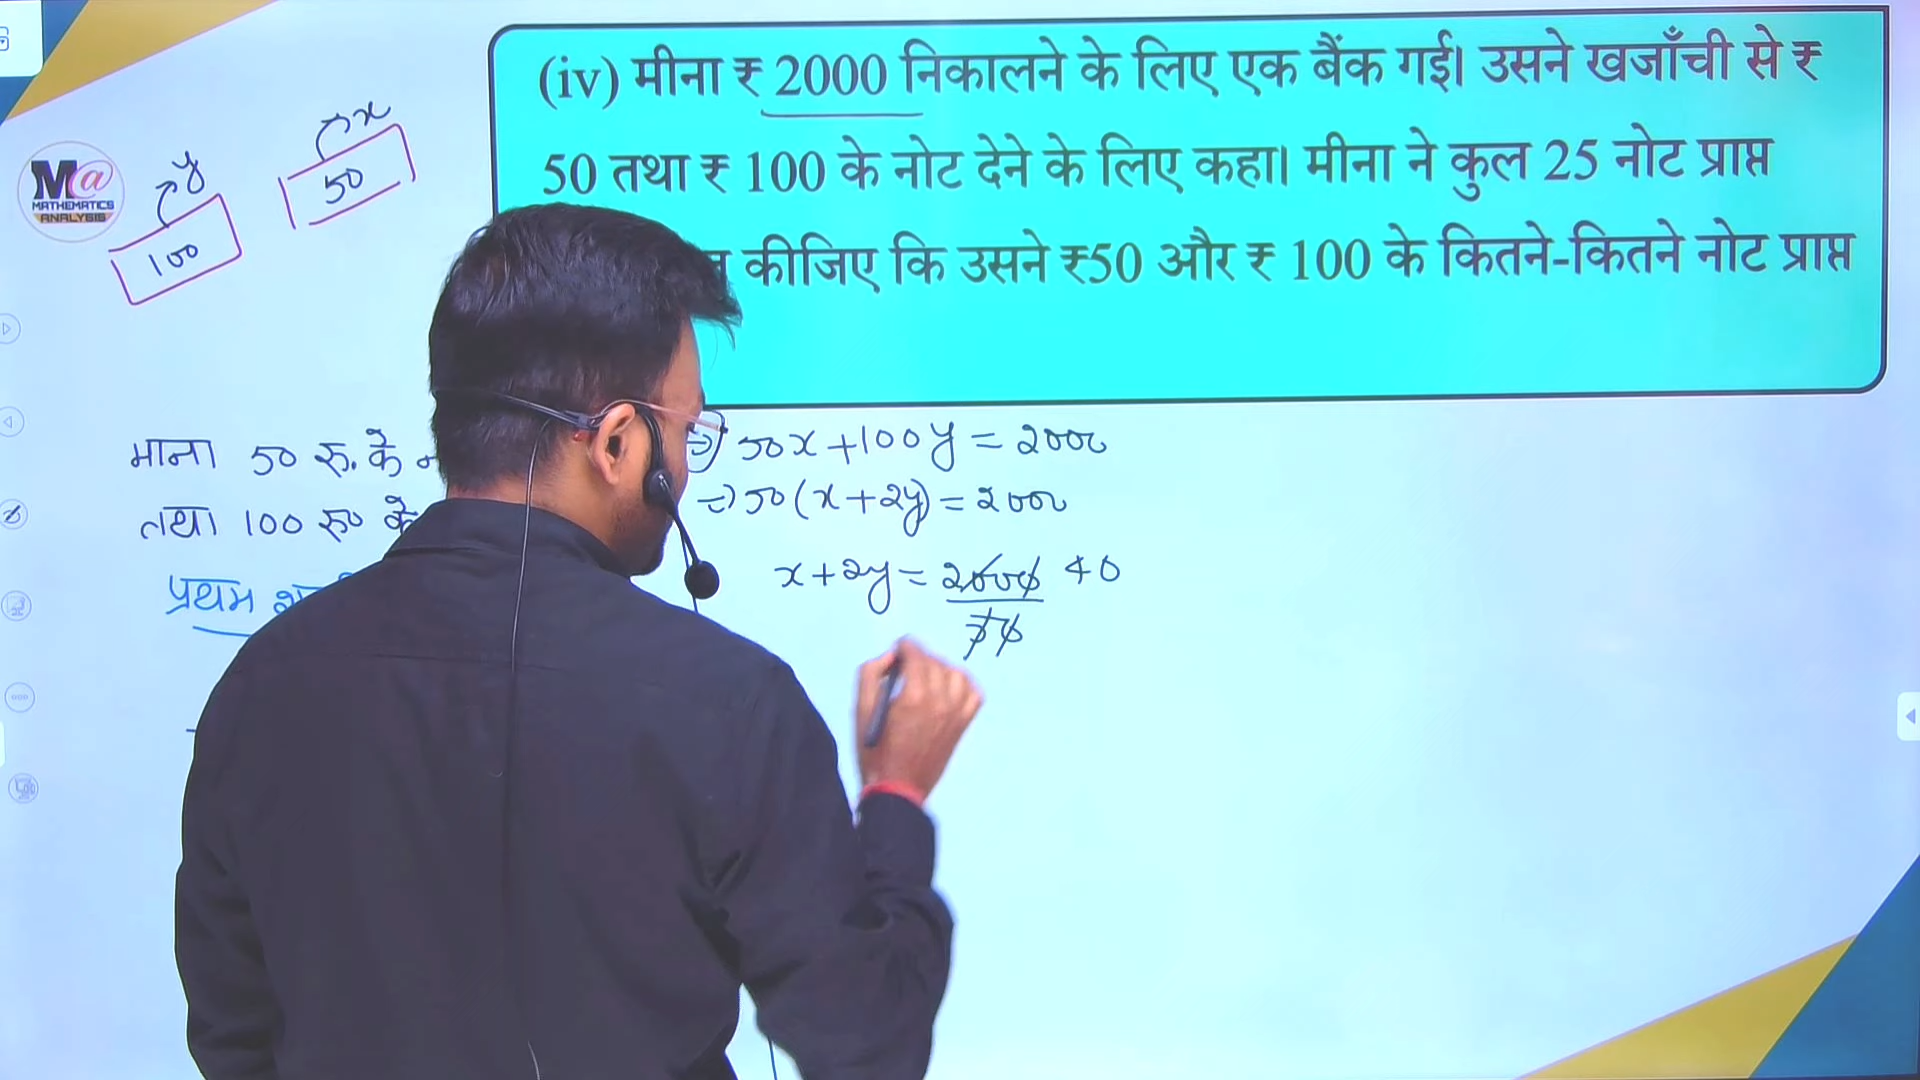 (iv) मीना ₹ 2000 निकालने के लिए एक बैंक गई। उसने खजाँची से ₹
50 तथा ₹ 100 के नोट देने के लिए कहा। मीना ने कुल 25 नोट प्राप्त
कीजिए कि उसने ₹50 और ₹ 100 के कितने-कितने नोट प्राप्त
x
50
y
100
M@
MATHEMATICS
ANALYSIS
माना 50 रु. के
तथा 100 रु० के
प्रथम
=> 50x + 100y = 2000
=> 50(x + 2y) = 2000
x + 2y = 2000 40
50